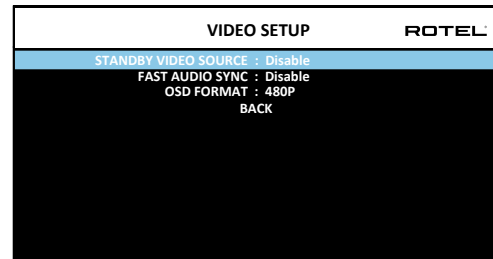 VIDEO SETUP ROTEL
STANDBY VIDEO SOURCE : Disable
FAST AUDIO SYNC : Disable
OSD FORMAT : 480P
BACK